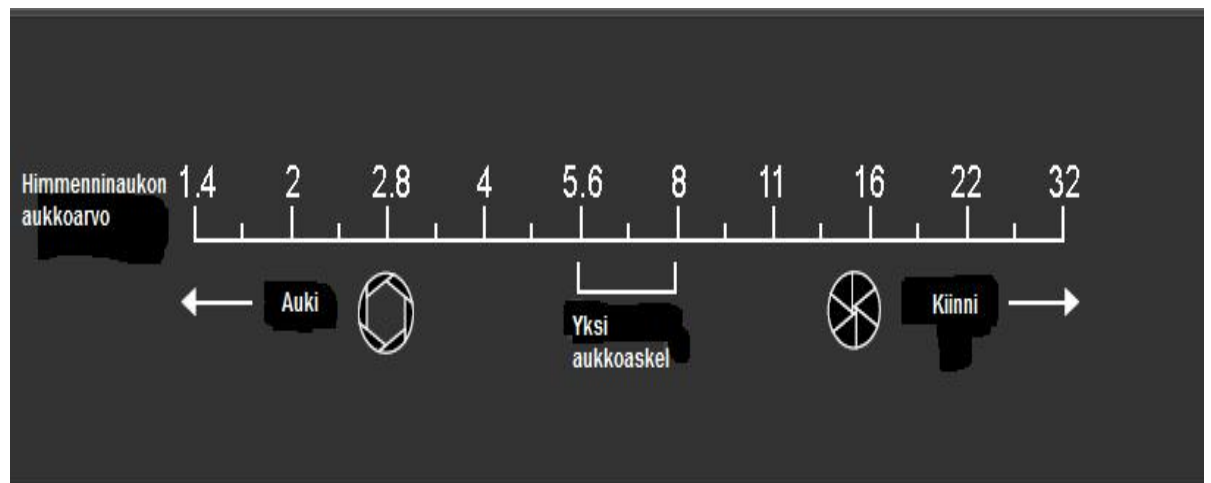 Himmenninaukon 1.4 2 2.8 4 5.6 8 11 16 22 32
aukkoarvo
Auki
Yksi
aukkoaskel
Kiinni